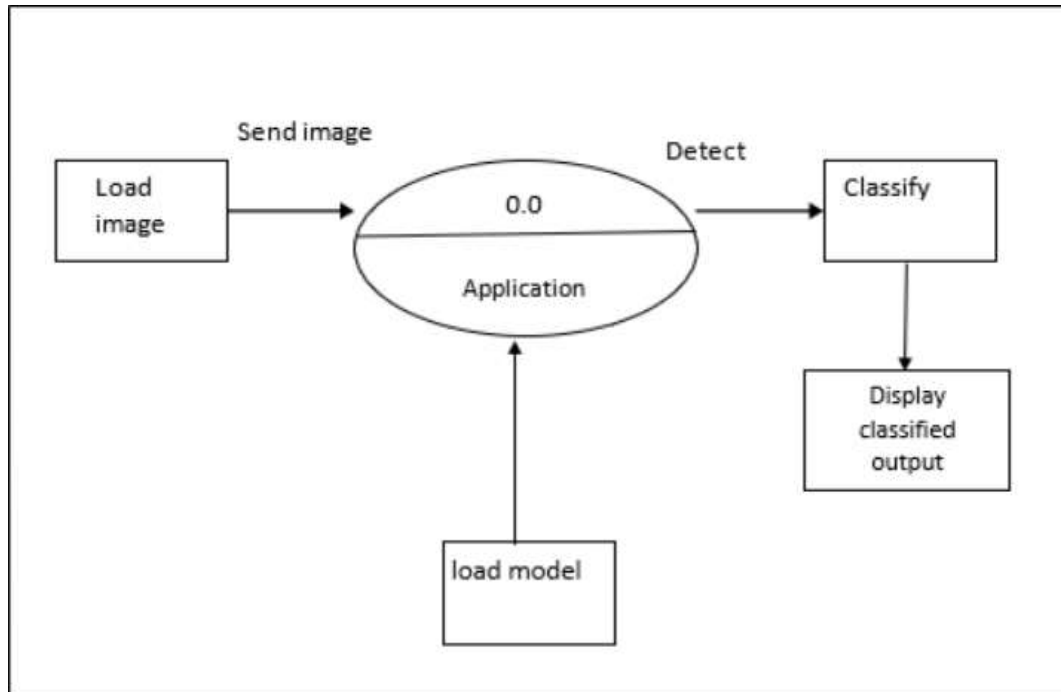 Send image
Detect
Load
image
0.0
Application
Classify
Display
classified
output
load model